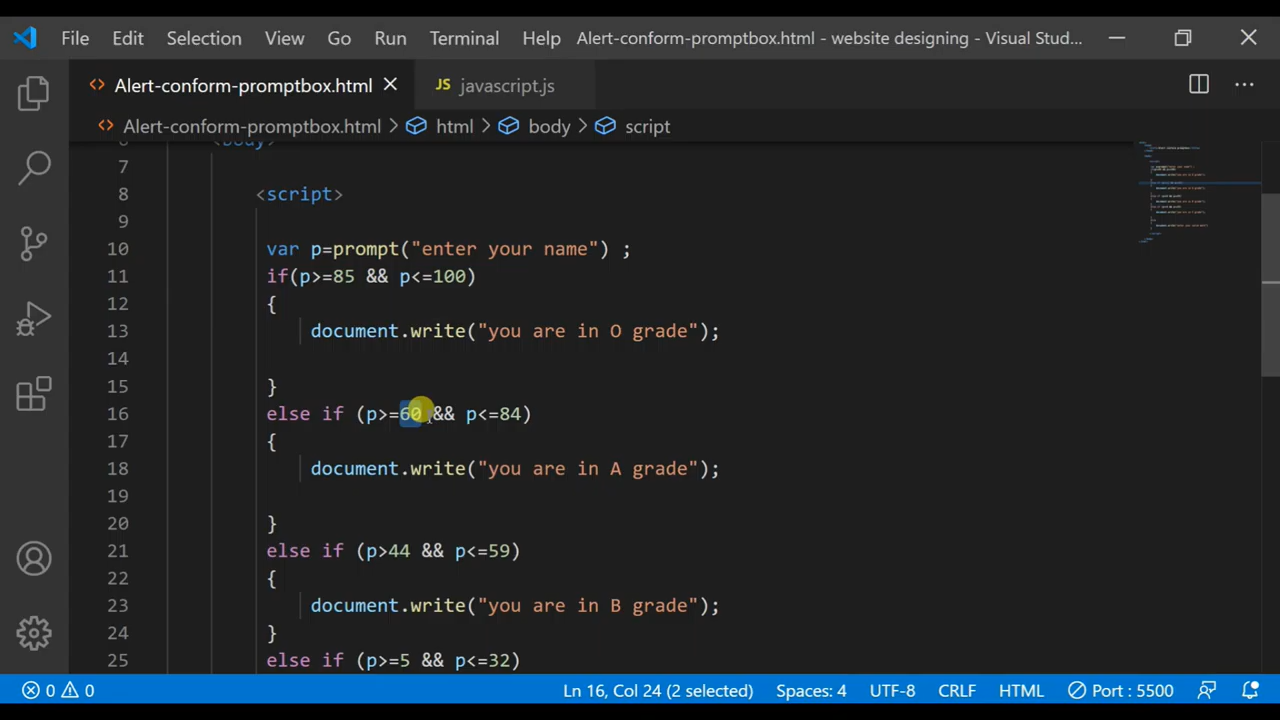 File Edit Selection View Go Run Terminal Help Alert-conform-promptbox.html - website designing - Visual Stud...
Alert-conform-promptbox.html JS javascript.js
Alert-conform-promptbox.html > html > body > script
6 <body>
7
8 <script>
9
10 var p=prompt("enter your name") ;
11 if(p>=85 && p<=100)
12 {
13 document.write("you are in O grade");
14
15 }
16 else if (p>=60 && p<=84)
17 {
18 document.write("you are in A grade");
19
20 }
21 else if (p>44 && p<=59)
22 {
23 document.write("you are in B grade");
24 }
25 else if (p>=5 && p<=32)
0 0 Ln 16, Col 24 (2 selected) Spaces: 4 UTF-8 CRLF HTML Port : 5500